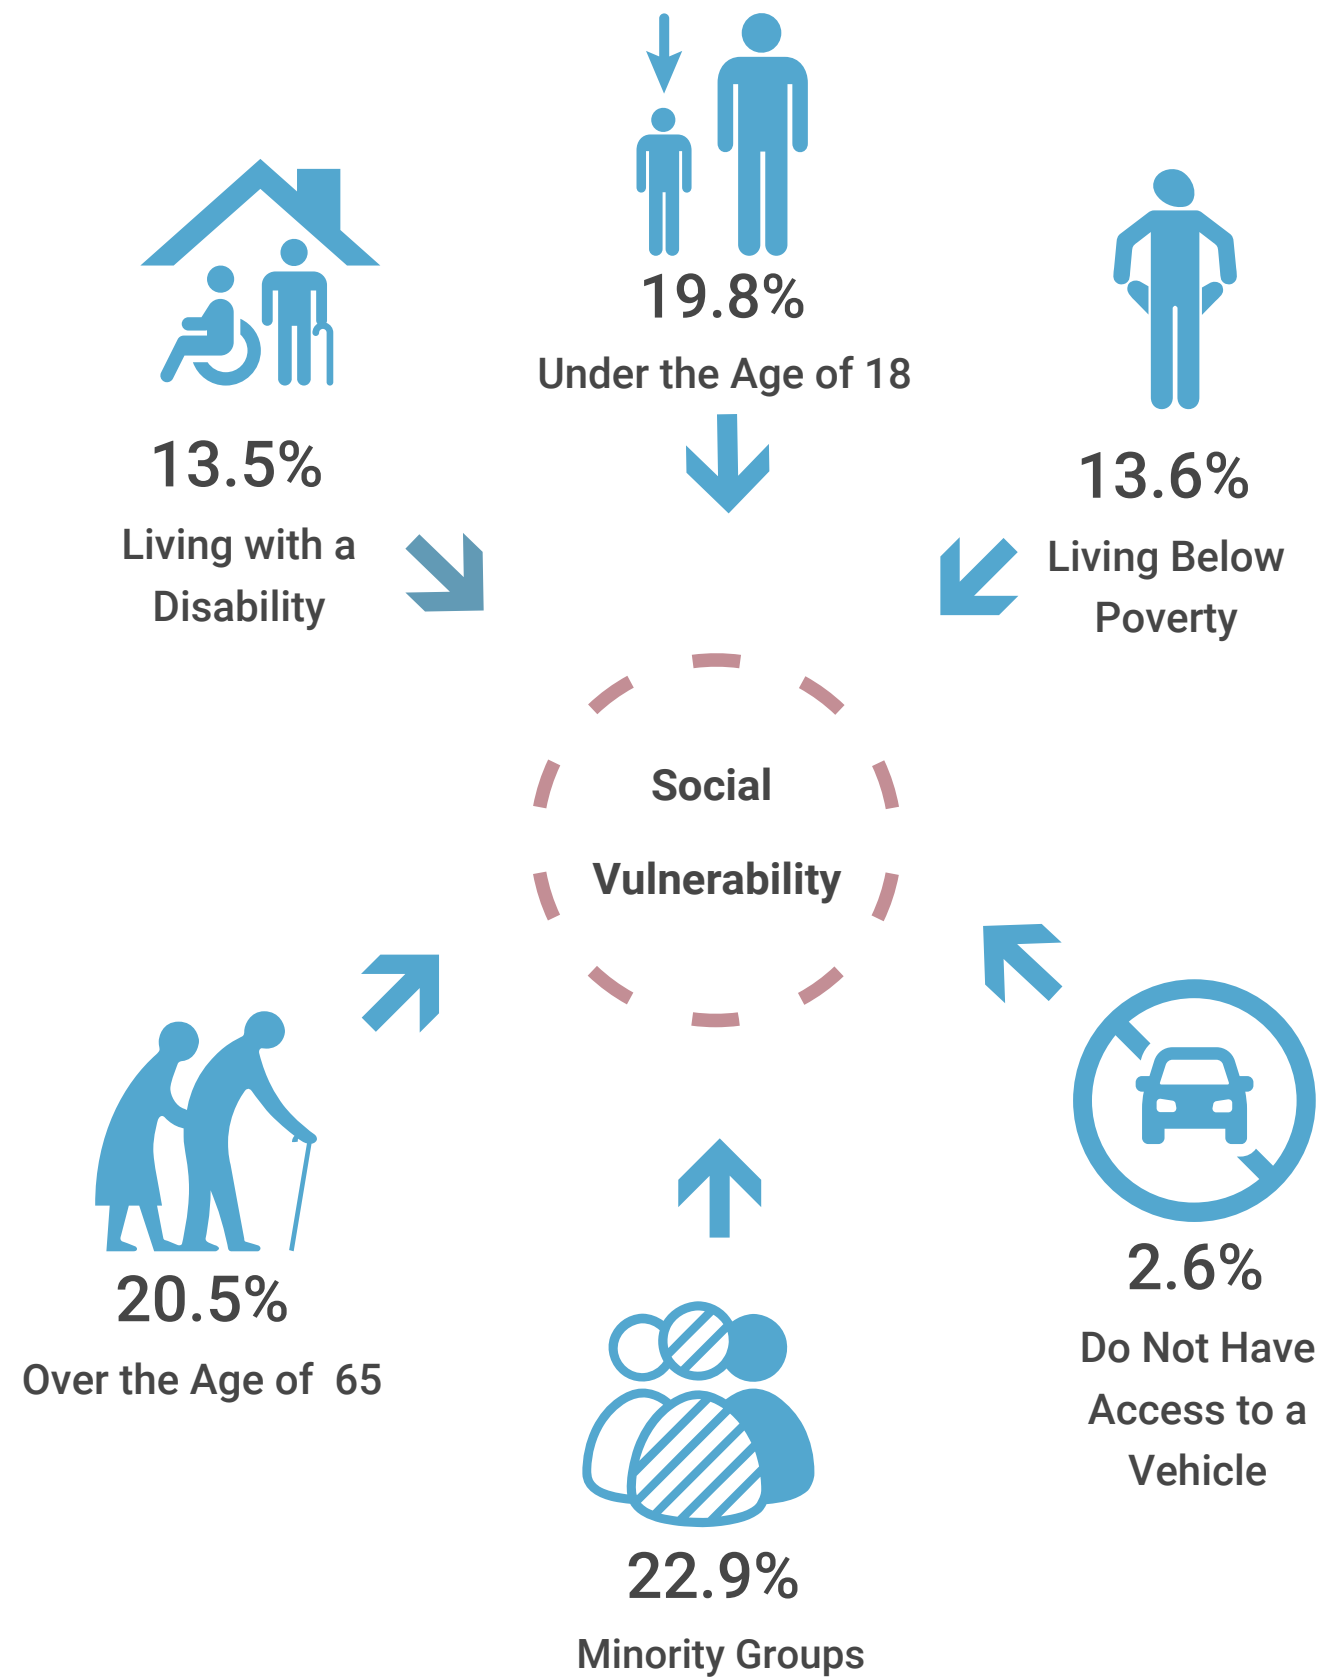 19.8%
Under the Age of 18
13.5%
Living with a
Disability
13.6%
Living Below
Poverty
Social
Vulnerability
20.5%
Over the Age of  65
2.6%
Do Not Have
Access to a
Vehicle
22.9%
Minority Groups